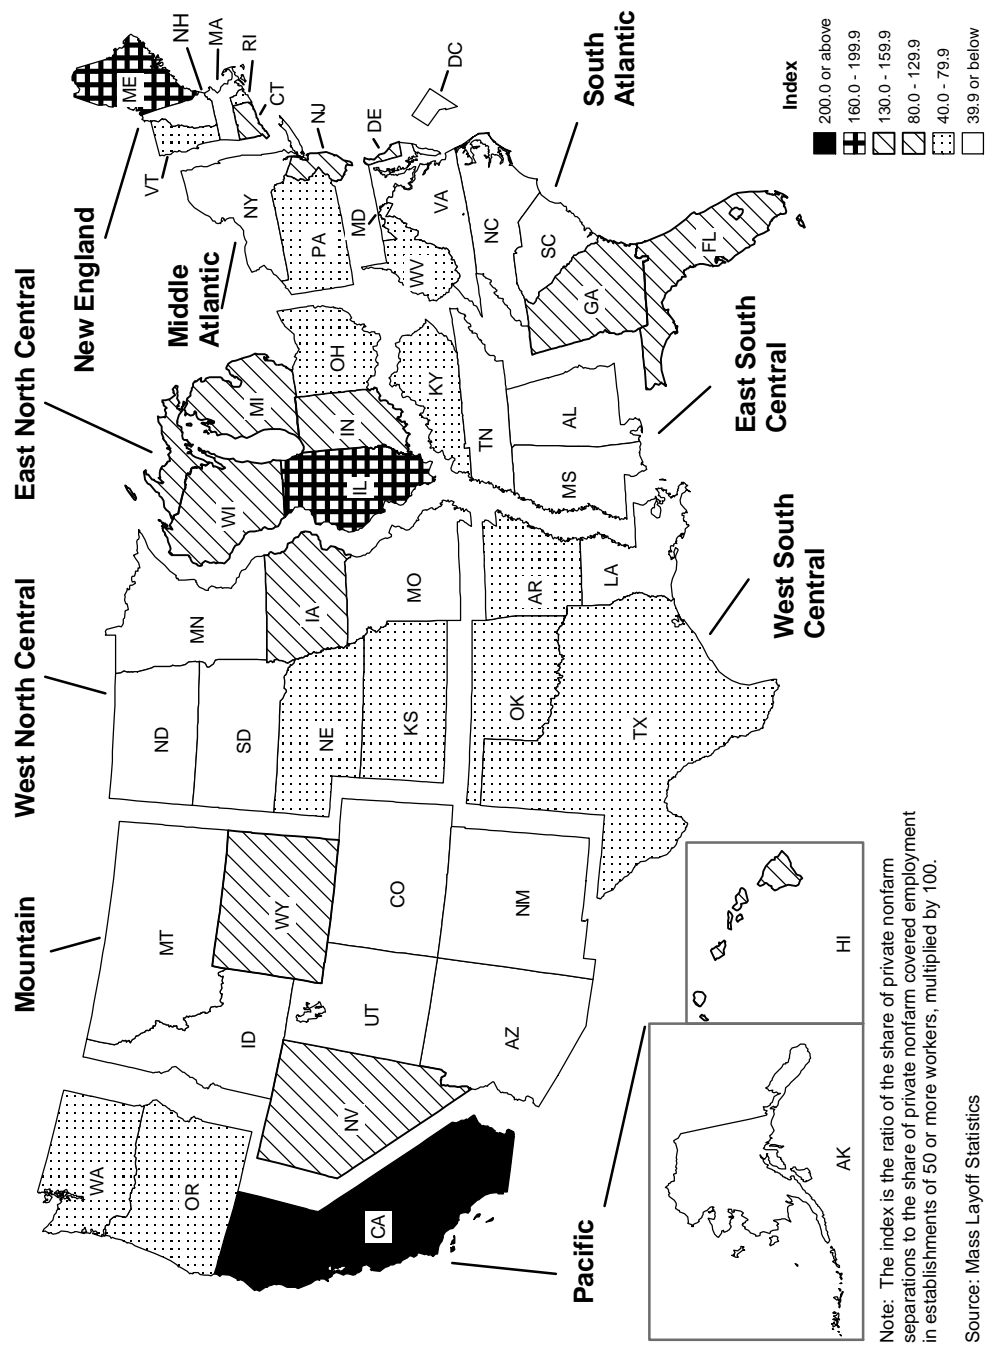 Pacific
Mountain
West North Central
East North Central
New England
Middle
Atlantic
South
Atlantic
East South
Central
West South
Central
WA
OR
CA
NV
ID
MT
WY
UT
CO
AZ
NM
ND
SD
NE
KS
OK
TX
MN
IA
MO
AR
LA
WI
MI
IL
IN
OH
KY
TN
MS
AL
ME
NH
MA
RI
CT
VT
NY
NJ
PA
DE
DC
MD
WV
VA
NC
SC
GA
FL
AK
HI
Index
200.0 or above
160.0 - 199.9
130.0 - 159.9
80.0 - 129.9
40.0 - 79.9
39.9 or below
Note: The index is the ratio of the share of private nonfarm
separations to the share of private nonfarm covered employment
in establishments of 50 or more workers, multiplied by 100.
Source: Mass Layoff Statistics